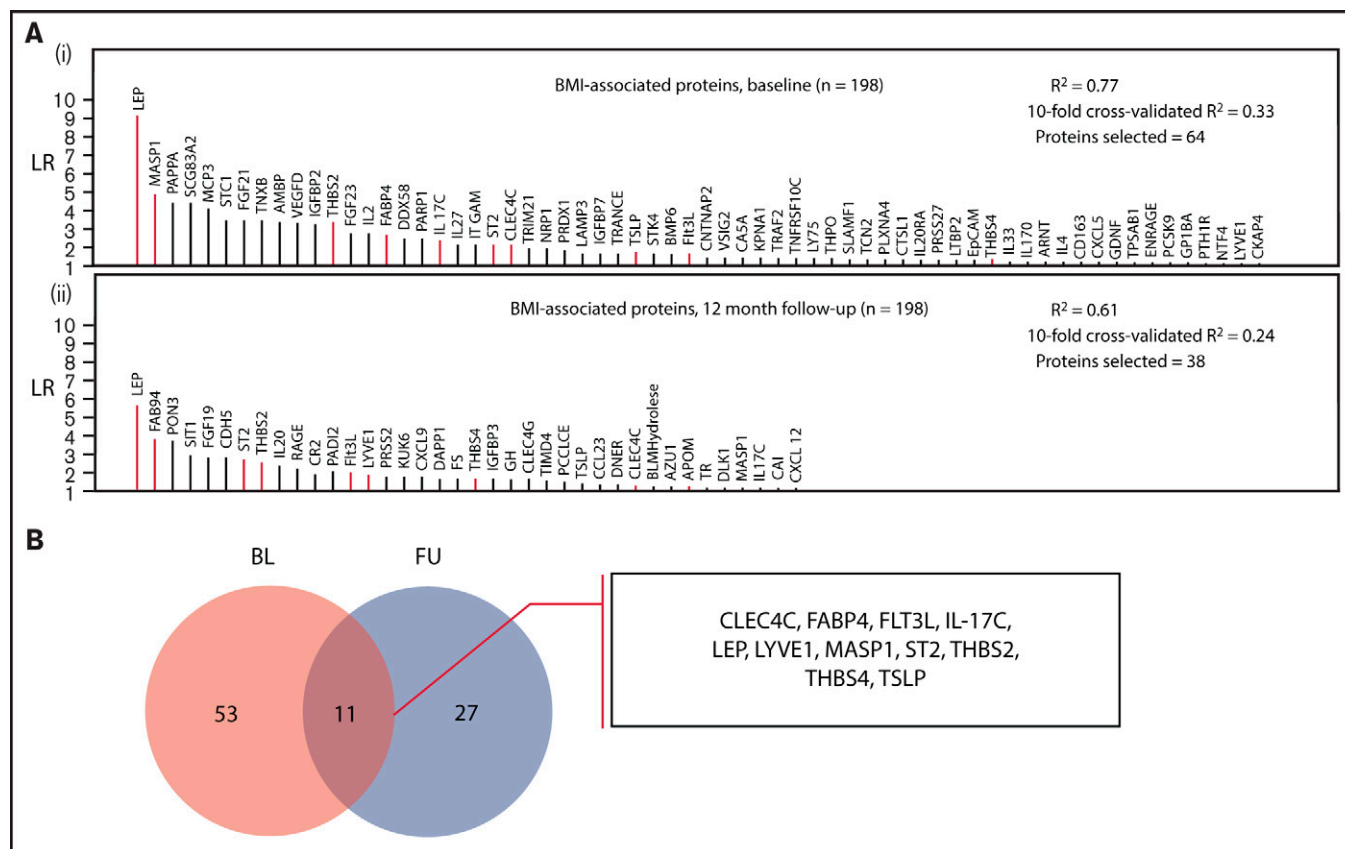 A
(i)
BMI-associated proteins, baseline (n = 198)
R² = 0.77
10-fold cross-validated R² = 0.33
Proteins selected = 64
LR
10
9
8
7
6
5
4
3
2
1
LEP
MASP1
PAPPA
SCG83A2
MCP3
STC1
FGF21
TNXB
AMBP
VEGFD
IGFBP2
THBS2
FGF23
IL2
FABP4
DDX58
PARP1
IL 17C
IL27
IT GAM
ST2
CLEC4C
TRIM21
NRP1
PRDX1
LAMP3
IGFBP7
TRANCE
TSLP
STK4
BMP6
Flt3L
CNTNAP2
VSIG2
CA5A
KPNA1
TRAF2
TNFRSF10C
LY75
THPO
SLAMF1
TCN2
PLXNA4
CTSL1
IL20RA
PRSS27
LTBP2
EpCAM
THBS4
IL33
IL170
ARNT
IL4
CD163
CXCL5
GDNF
TPSAB1
ENRAGE
PCSK9
GP1BA
PTH1R
NTF4
LYVE1
CKAP4
(ii)
BMI-associated proteins, 12 month follow-up (n = 198)
R² = 0.61
10-fold cross-validated R² = 0.24
Proteins selected = 38
LR
10
9
8
7
6
5
4
3
2
1
LEP
FAB94
PON3
SIT1
FGF19
CDH5
ST2
THBS2
IL20
RAGE
CR2
PADI2
Flt3L
LYVE1
PRSS2
KUK6
CXCL9
DAPP1
FS
THBS4
IGFBP3
GH
CLEC4G
TIMD4
PCCLCE
TSLP
CCL23
DNER
CLEC4C
BLMHydrolese
AZU1
APOM
TR
DLK1
MASP1
IL17C
CAI
CXCL 12
B
BL
FU
53
11
27
CLEC4C, FABP4, FLT3L, IL-17C,
LEP, LYVE1, MASP1, ST2, THBS2,
THBS4, TSLP